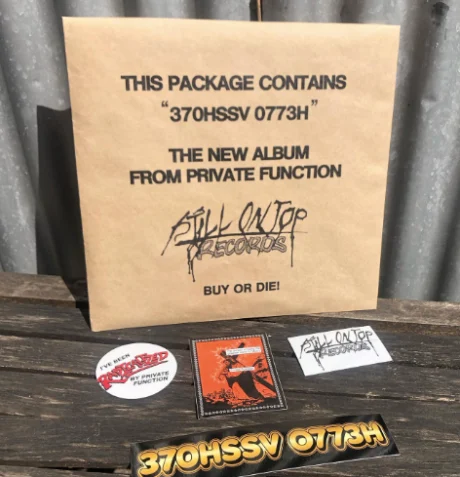 THIS PACKAGE CONTAINS
"370HSSV 0773H"
THE NEW ALBUM
FROM PRIVATE FUNCTION
STILL ON TOP
RECORDS
BUY OR DIE!
I'VE BEEN
BY PRIVATE
FUNCTION
STILL ON TOP
RECORDS
370HSSV 0773H